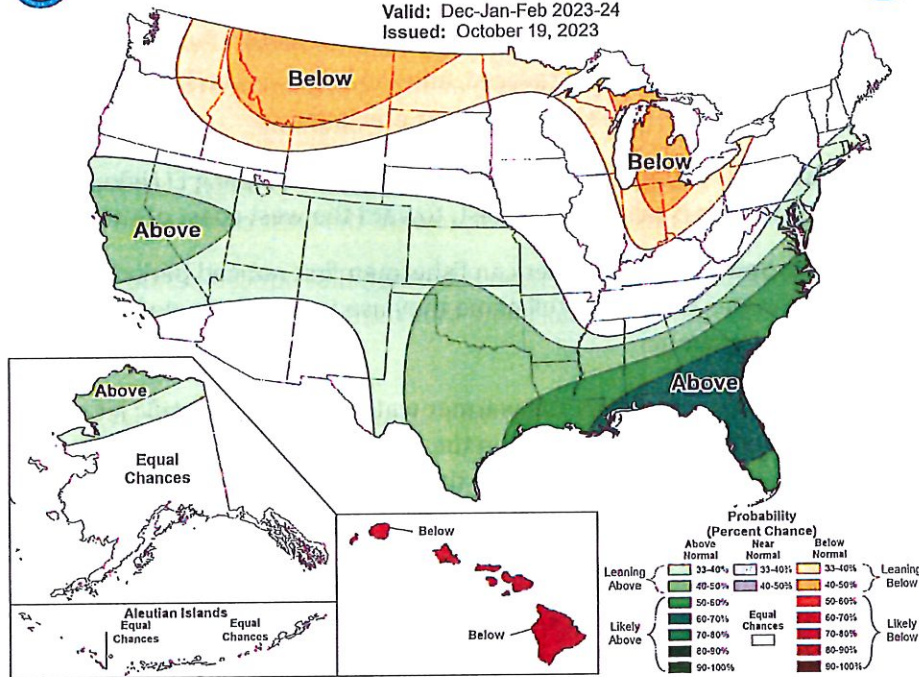 Valid: Dec-Jan-Feb 2023-24
Issued: October 19, 2023
Below
Below
Above
Above
Above
Equal
Chances
Aleutian Islands
Equal
Chances
Equal
Chances
Below
Below
Probability
(Percent Chance)
Above
Normal
Near
Normal
Below
Normal
Leaning
Above
33-40%
33-40%
33-40%
Leaning
Below
40-50%
40-50%
40-50%
Likely
Above
50-60%
60-70%
70-80%
80-90%
90-100%
Equal
Chances
50-60%
60-70%
70-80%
80-90%
90-100%
Likely
Below